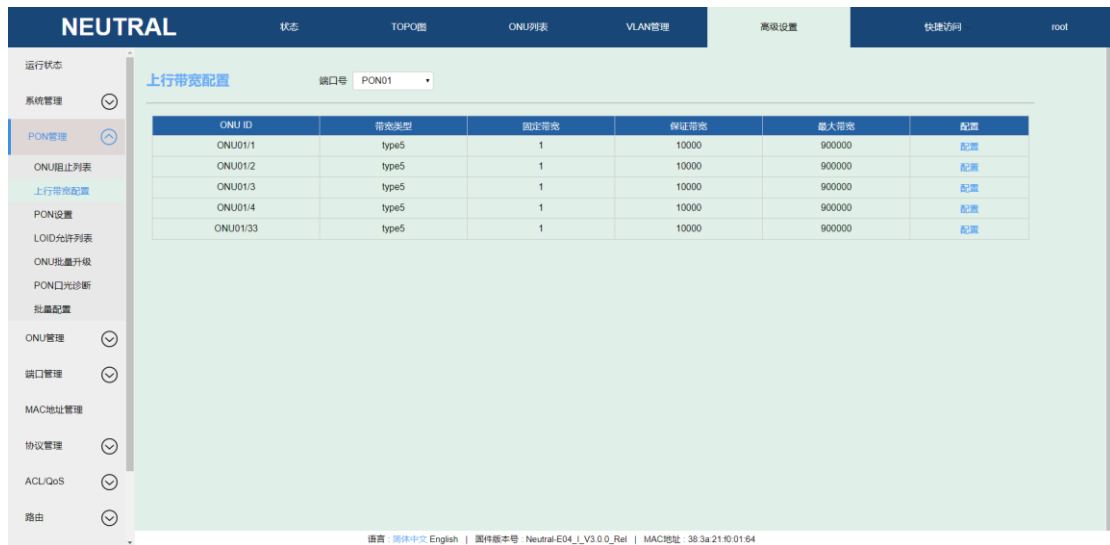 NEUTRAL 状态 TOPO图 ONU列表 VLAN管理 高级设置 快捷访问 root
运行状态
系统管理
PON管理
ONU阻止列表
上行带宽配置
PON设置
LOID允许列表
ONU批量升级
PON口光诊断
批量配置
ONU管理
端口管理
MAC地址管理
协议管理
ACL/QoS
路由
上行带宽配置 端口号 PON01
ONU ID 带宽类型 固定带宽 保证带宽 最大带宽 配置
ONU01/1 type5 1 10000 900000 配置
ONU01/2 type5 1 10000 900000 配置
ONU01/3 type5 1 10000 900000 配置
ONU01/4 type5 1 10000 900000 配置
ONU01/33 type5 1 10000 900000 配置
语言 : 简体中文 English | 固件版本号 : Neutral-E04_I_V3.0.0_Rel | MAC地址 : 38:3a:21:f0:01:64